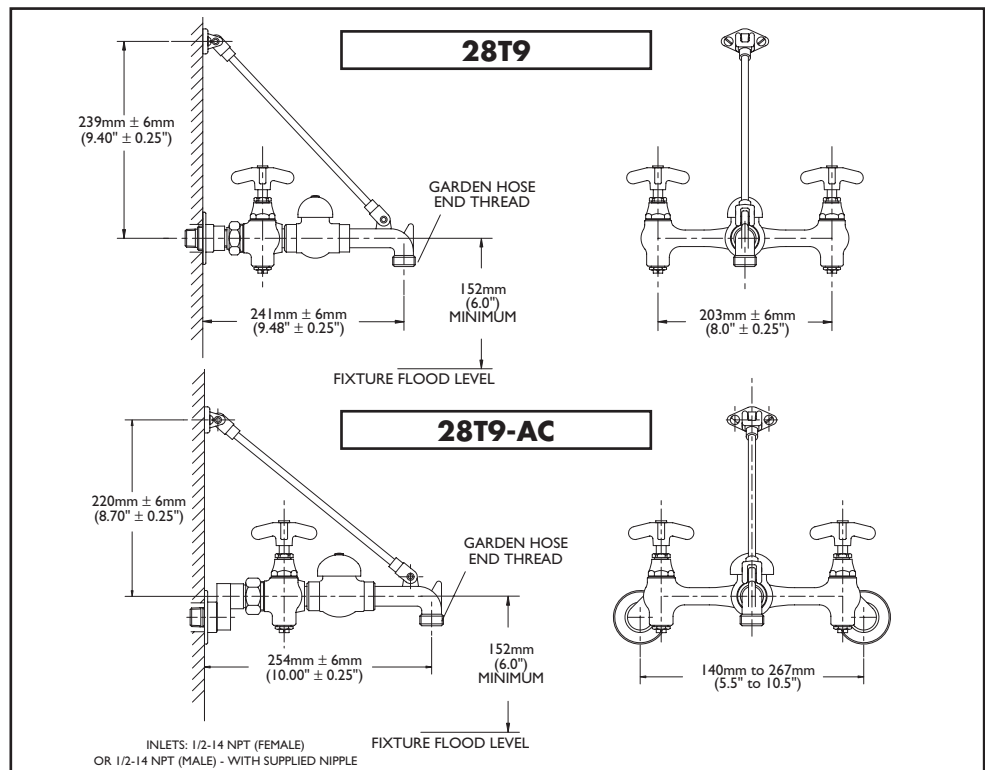 28T9
239mm ± 6mm
(9.40" ± 0.25")
GARDEN HOSE
END THREAD
241mm ± 6mm
(9.48" ± 0.25")
152mm
(6.0")
MINIMUM
203mm ± 6mm
(8.0" ± 0.25")
FIXTURE FLOOD LEVEL
28T9-AC
220mm ± 6mm
(8.70" ± 0.25")
GARDEN HOSE
END THREAD
254mm ± 6mm
(10.00" ± 0.25")
152mm
(6.0")
MINIMUM
140mm to 267mm
(5.5" to 10.5")
FIXTURE FLOOD LEVEL
INLETS: 1/2-14 NPT (FEMALE)
OR 1/2-14 NPT (MALE) - WITH SUPPLIED NIPPLE